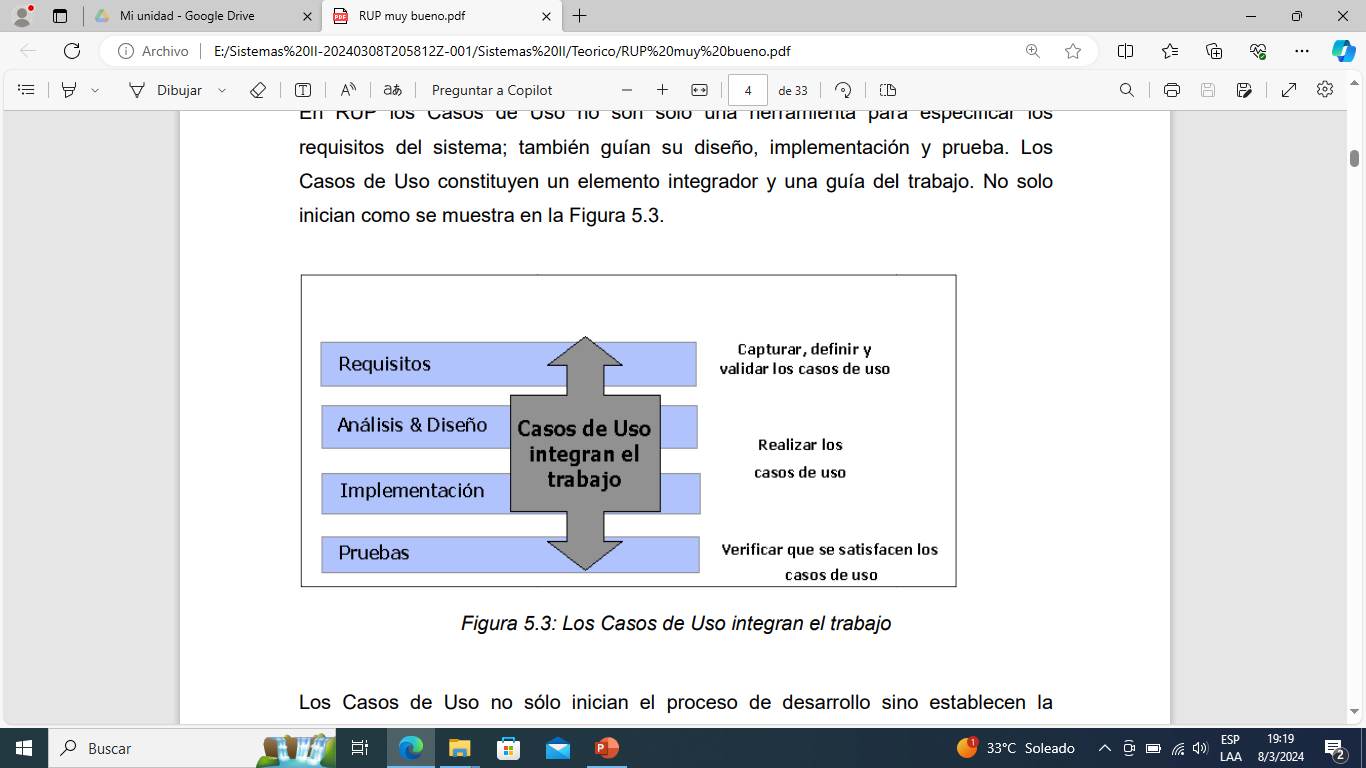 Mi unidad - Google Drive
RUP muy bueno.pdf
Archivo
E:/Sistemas%20II-20240308T205812Z-001/Sistemas%20II/Teorico/RUP%20muy%20bueno.pdf
Dibujar
aあ
Preguntar a Copilot
4
de 33
En RUP los Casos de Uso no son solo una herramienta para especificar los
requisitos del sistema; también guían su diseño, implementación y prueba. Los
Casos de Uso constituyen un elemento integrador y una guía del trabajo. No solo
inician como se muestra en la Figura 5.3.
Requisitos
Capturar, definir y
validar los casos de uso
Análisis & Diseño
Casos de Uso
integran el
trabajo
Realizar los
casos de uso
Implementación
Pruebas
Verificar que se satisfacen los
casos de uso
Figura 5.3: Los Casos de Uso integran el trabajo
Los Casos de Uso no sólo inician el proceso de desarrollo sino establecen la
Buscar
1
33°C Soleado
ESP
LAA
19:19
8/3/2024
2